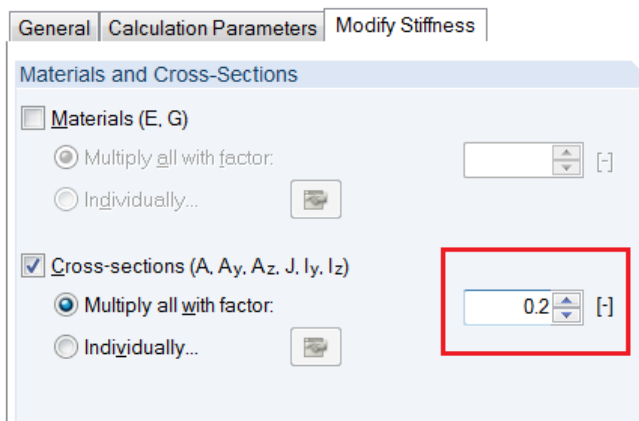 General Calculation Parameters Modify Stiffness
Materials and Cross-Sections
Materials (E, G)
Multiply all with factor: [-]
Individually...
Cross-sections (A, Ay, Az, J, Iy, Iz)
Multiply all with factor: 0.2 [-]
Individually...